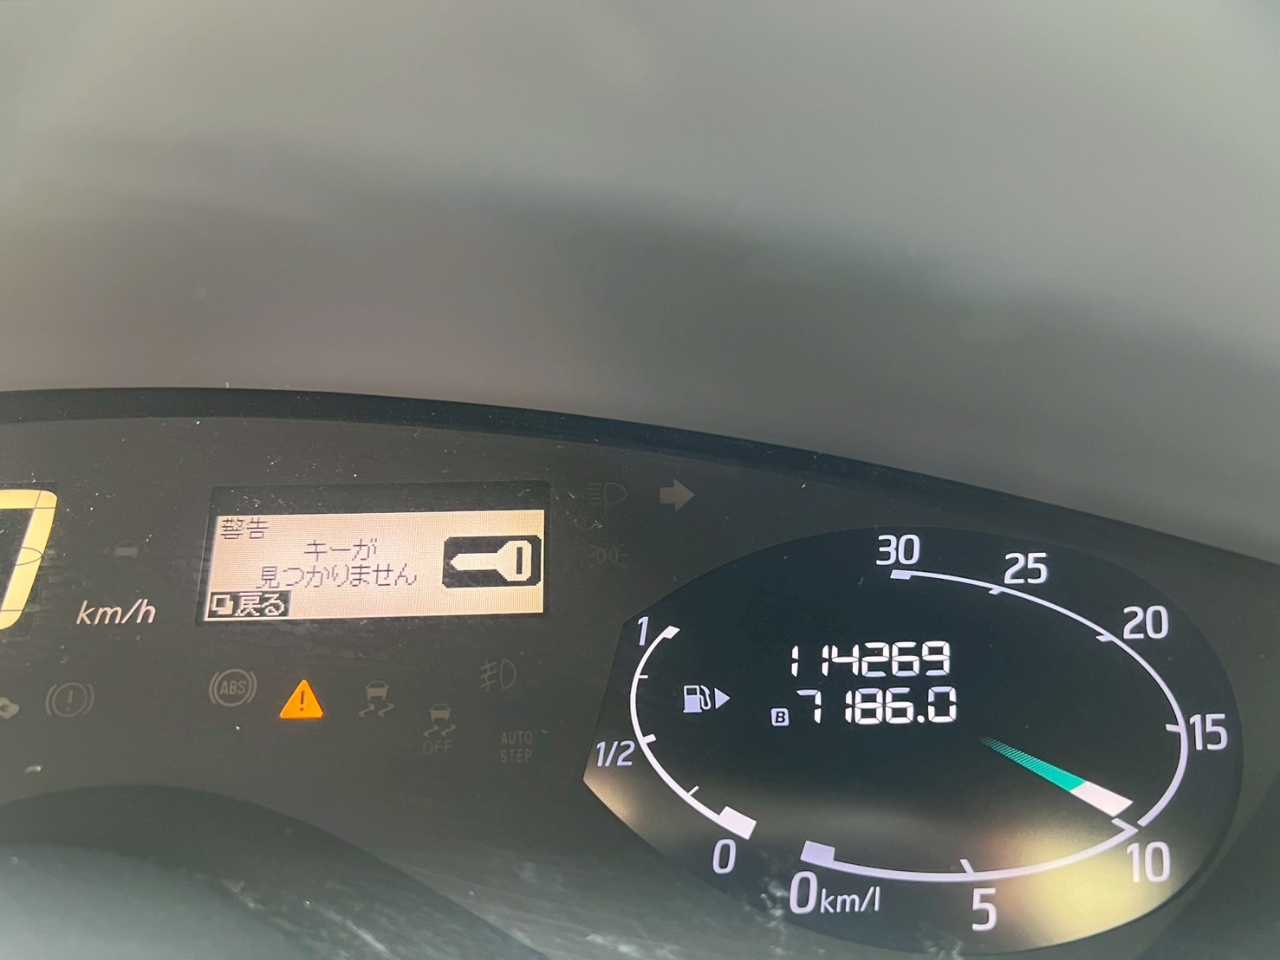 警告
キーが
見つかりません
戻る
km/h
ABS
OFF
AUTO
STEP
30
25
20
15
10
5
0km/l
1
1/2
0
114269
B 7186.0